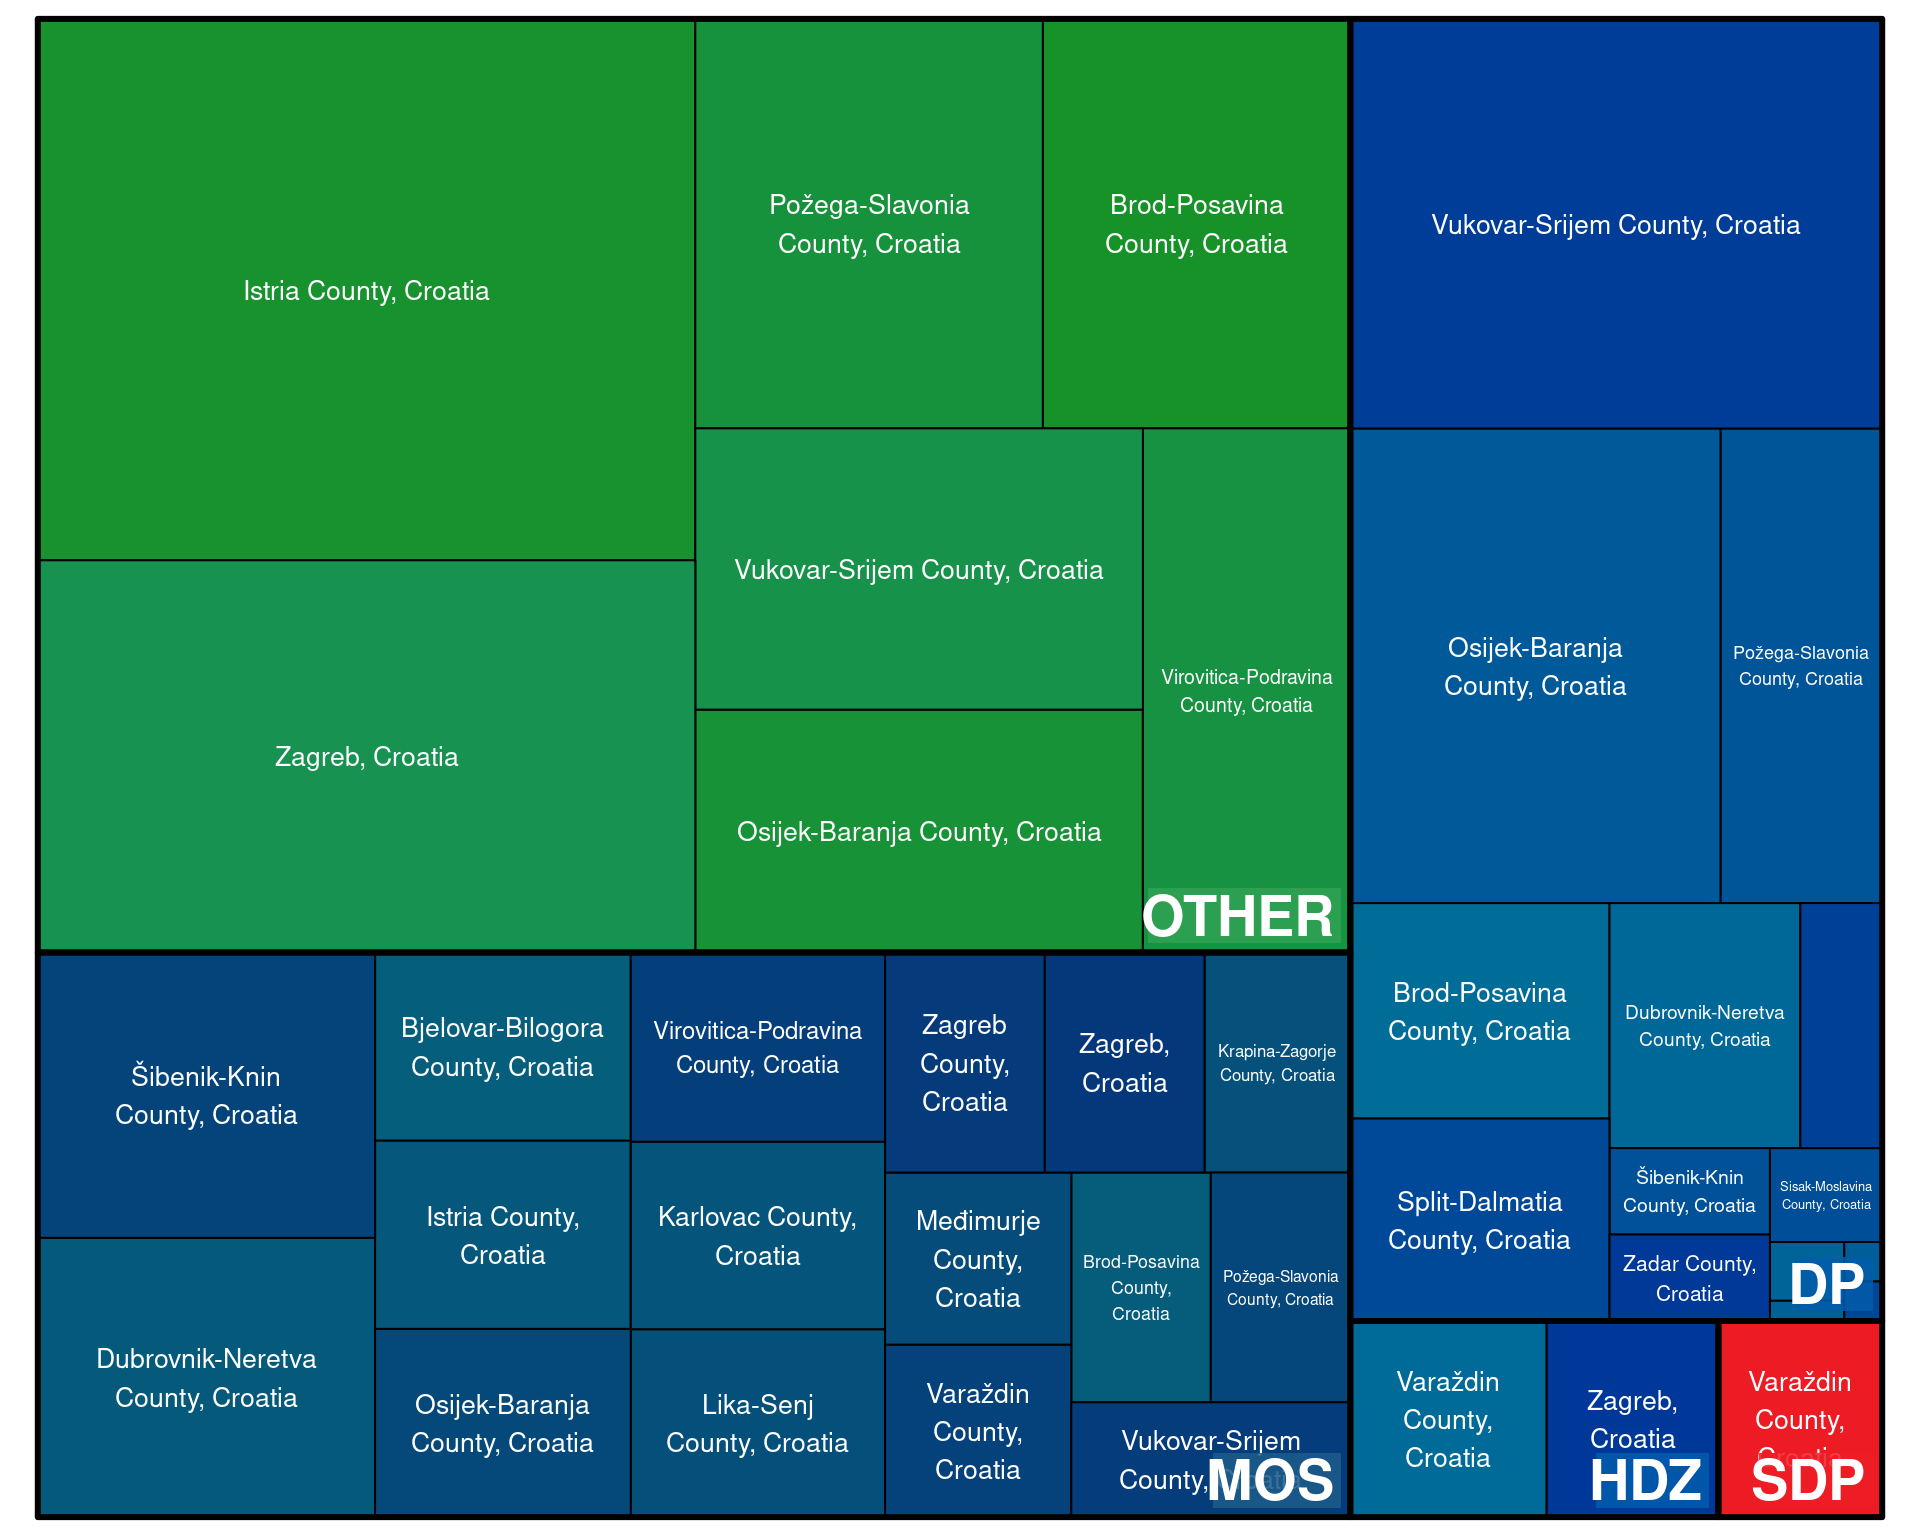 Istria County, Croatia
Zagreb, Croatia
Požega-Slavonia
County, Croatia
Brod-Posavina
County, Croatia
Vukovar-Srijem County, Croatia
Osijek-Baranja County, Croatia
Virovitica-Podravina
County, Croatia
OTHER
Vukovar-Srijem County, Croatia
Osijek-Baranja
County, Croatia
Požega-Slavonia
County, Croatia
Brod-Posavina
County, Croatia
Dubrovnik-Neretva
County, Croatia
Split-Dalmatia
County, Croatia
Šibenik-Knin
County, Croatia
Sisak-Moslavina
County, Croatia
Zadar County,
Croatia
DP
Šibenik-Knin
County, Croatia
Dubrovnik-Neretva
County, Croatia
Bjelovar-Bilogora
County, Croatia
Istria County,
Croatia
Osijek-Baranja
County, Croatia
Virovitica-Podravina
County, Croatia
Karlovac County,
Croatia
Lika-Senj
County, Croatia
Zagreb
County,
Croatia
Zagreb,
Croatia
Krapina-Zagorje
County, Croatia
Međimurje
County,
Croatia
Brod-Posavina
County,
Croatia
Požega-Slavonia
County, Croatia
Varaždin
County,
Croatia
Vukovar-Srijem
County, Croatia
MOS
Varaždin
County,
Croatia
Zagreb,
Croatia
HDZ
Varaždin
County,
Croatia
SDP